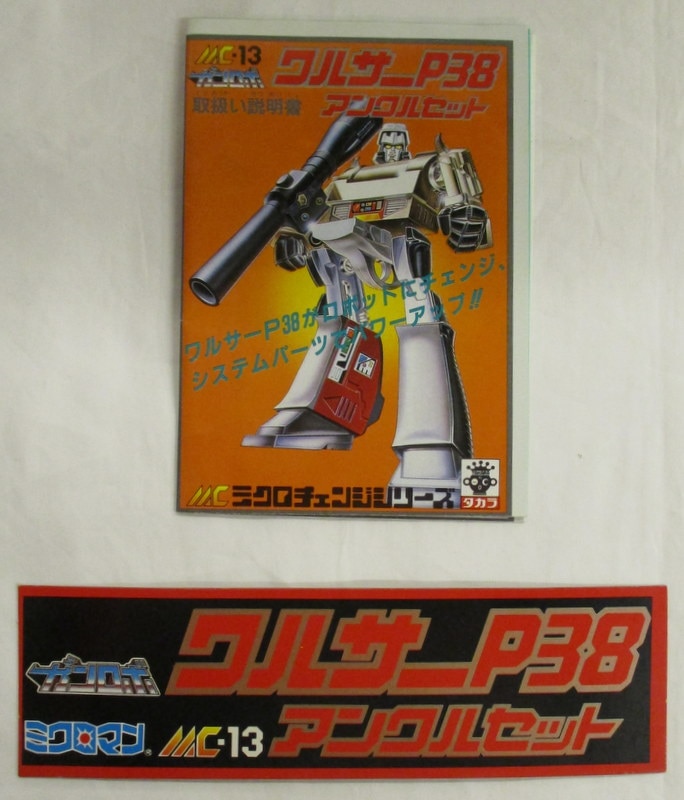 MC・13
ワルサーP38
ガンロボ
アンクルセット
取扱い説明書
ワルサーP38がロボットにチェンジ、
システムパーツでパワーアップ!!
MC ミクロチェンジシリーズ
タカラ
ワルサーP38
ガンロボ
ミクロマン®
MC・13
アンクルセット